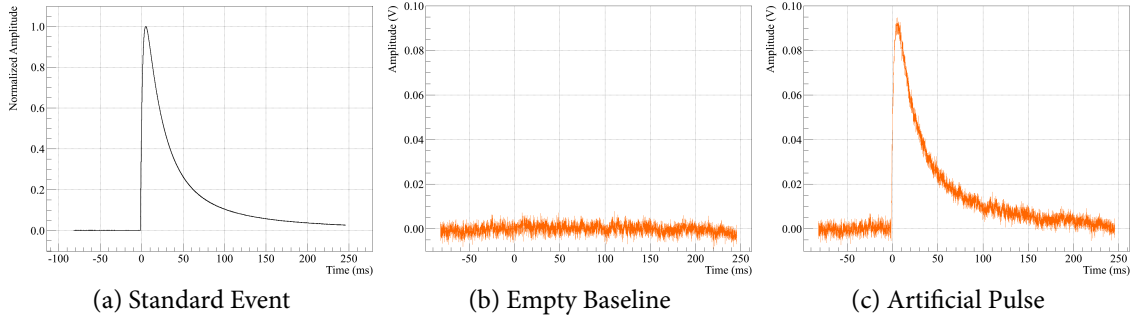 Normalized Amplitude
1.0
0.8
0.6
0.4
0.2
0.0
-100 -50 0 50 100 150 200 250
Time (ms)
(a) Standard Event
Amplitude (V)
0.10
0.08
0.06
0.04
0.02
0.00
-50 0 50 100 150 200 250
Time (ms)
(b) Empty Baseline
Amplitude (V)
0.10
0.08
0.06
0.04
0.02
0.00
-50 0 50 100 150 200 250
Time (ms)
(c) Artificial Pulse